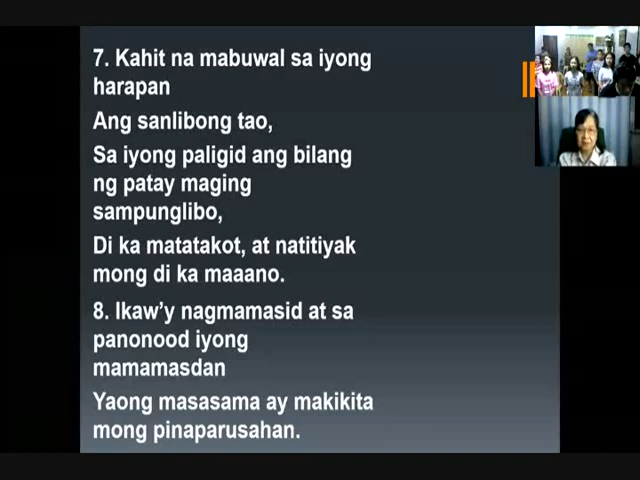 7. Kahit na mabuwal sa iyong
harapan
Ang sanlibong tao,
Sa iyong paligid ang bilang
ng patay maging
sampunglibo,
Di ka matatakot, at natitiyak
mong di ka maaano.
8. Ikaw’y nagmamasid at sa
panonood iyong
mamamasdan
Yaong masasama ay makikita
mong pinaparusahan.